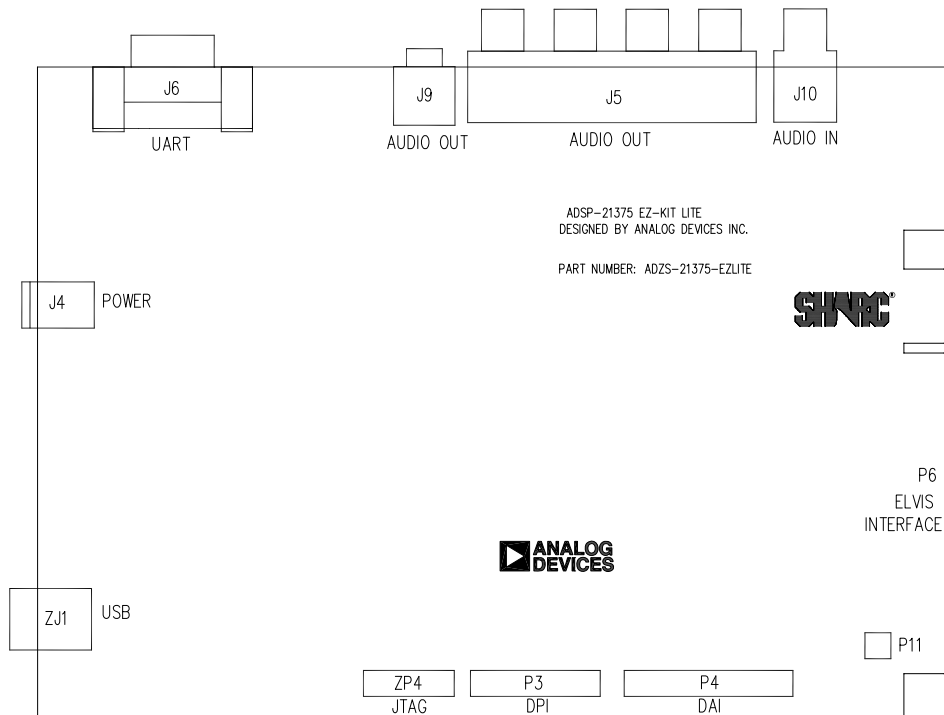 J6
UART
J9
AUDIO OUT
J5
AUDIO OUT
J10
AUDIO IN
ADSP-21375 EZ-KIT LITE
DESIGNED BY ANALOG DEVICES INC.
PART NUMBER: ADZS-21375-EZLITE
J4
POWER
SHARC®
P6
ELVIS
INTERFACE
ANALOG
DEVICES
ZJ1
USB
P11
ZP4
JTAG
P3
DPI
P4
DAI